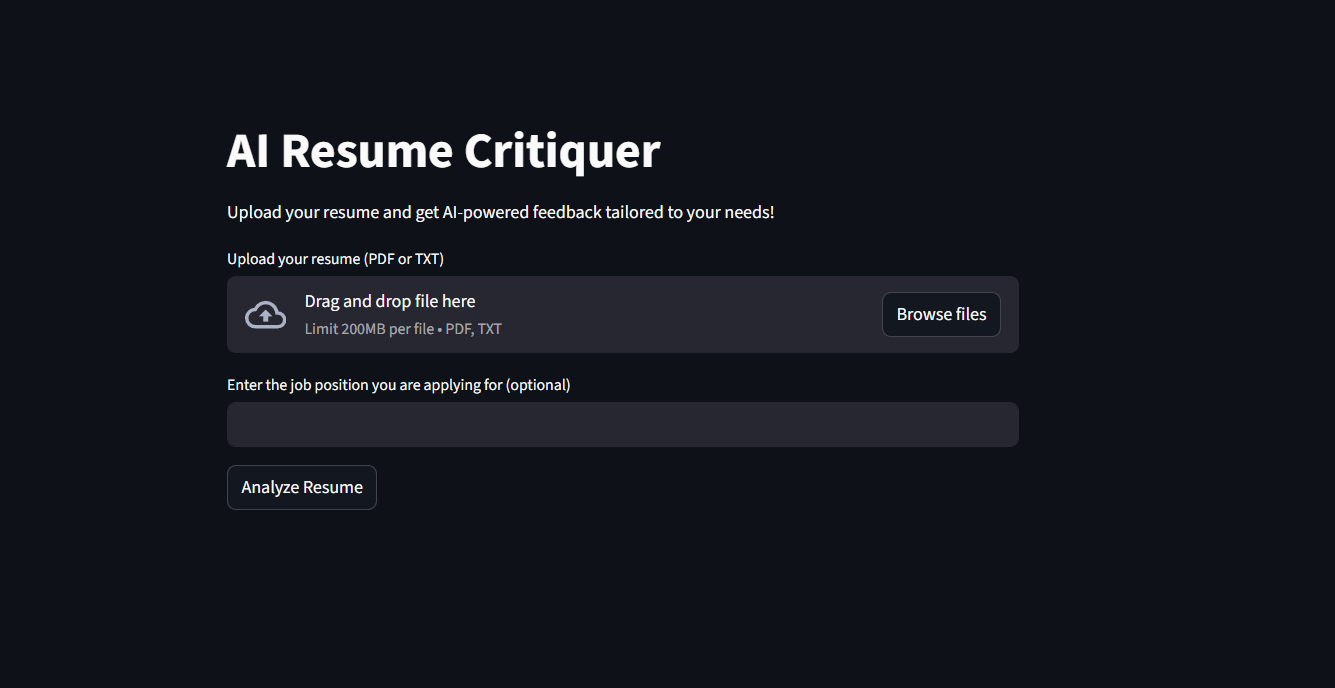 AI Resume Critiquer
Upload your resume and get AI-powered feedback tailored to your needs!
Upload your resume (PDF or TXT)
Drag and drop file here
Limit 200MB per file • PDF, TXT
Browse files
Enter the job position you are applying for (optional)
Analyze Resume